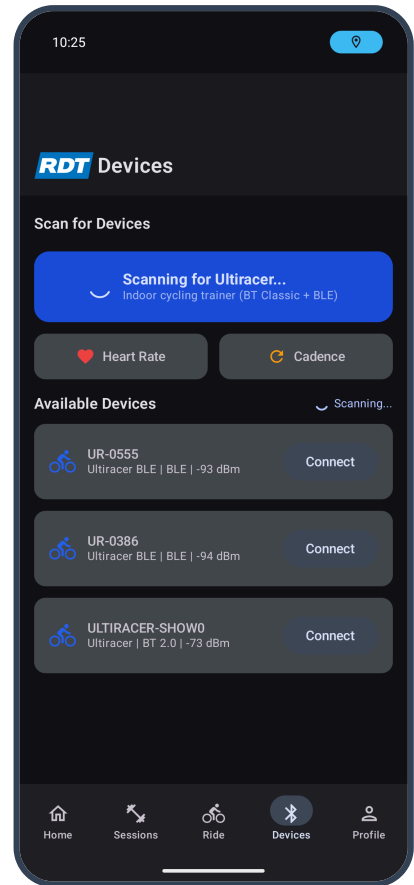 10:25
RDT Devices
Scan for Devices
Scanning for Ultiracer...
Indoor cycling trainer (BT Classic + BLE)
Heart Rate
Cadence
Available Devices
Scanning...
UR-0555
Ultiracer BLE | BLE | -93 dBm
Connect
UR-0386
Ultiracer BLE | BLE | -94 dBm
Connect
ULTIRACER-SHOW0
Ultiracer | BT 2.0 | -73 dBm
Connect
Home
Sessions
Ride
Devices
Profile